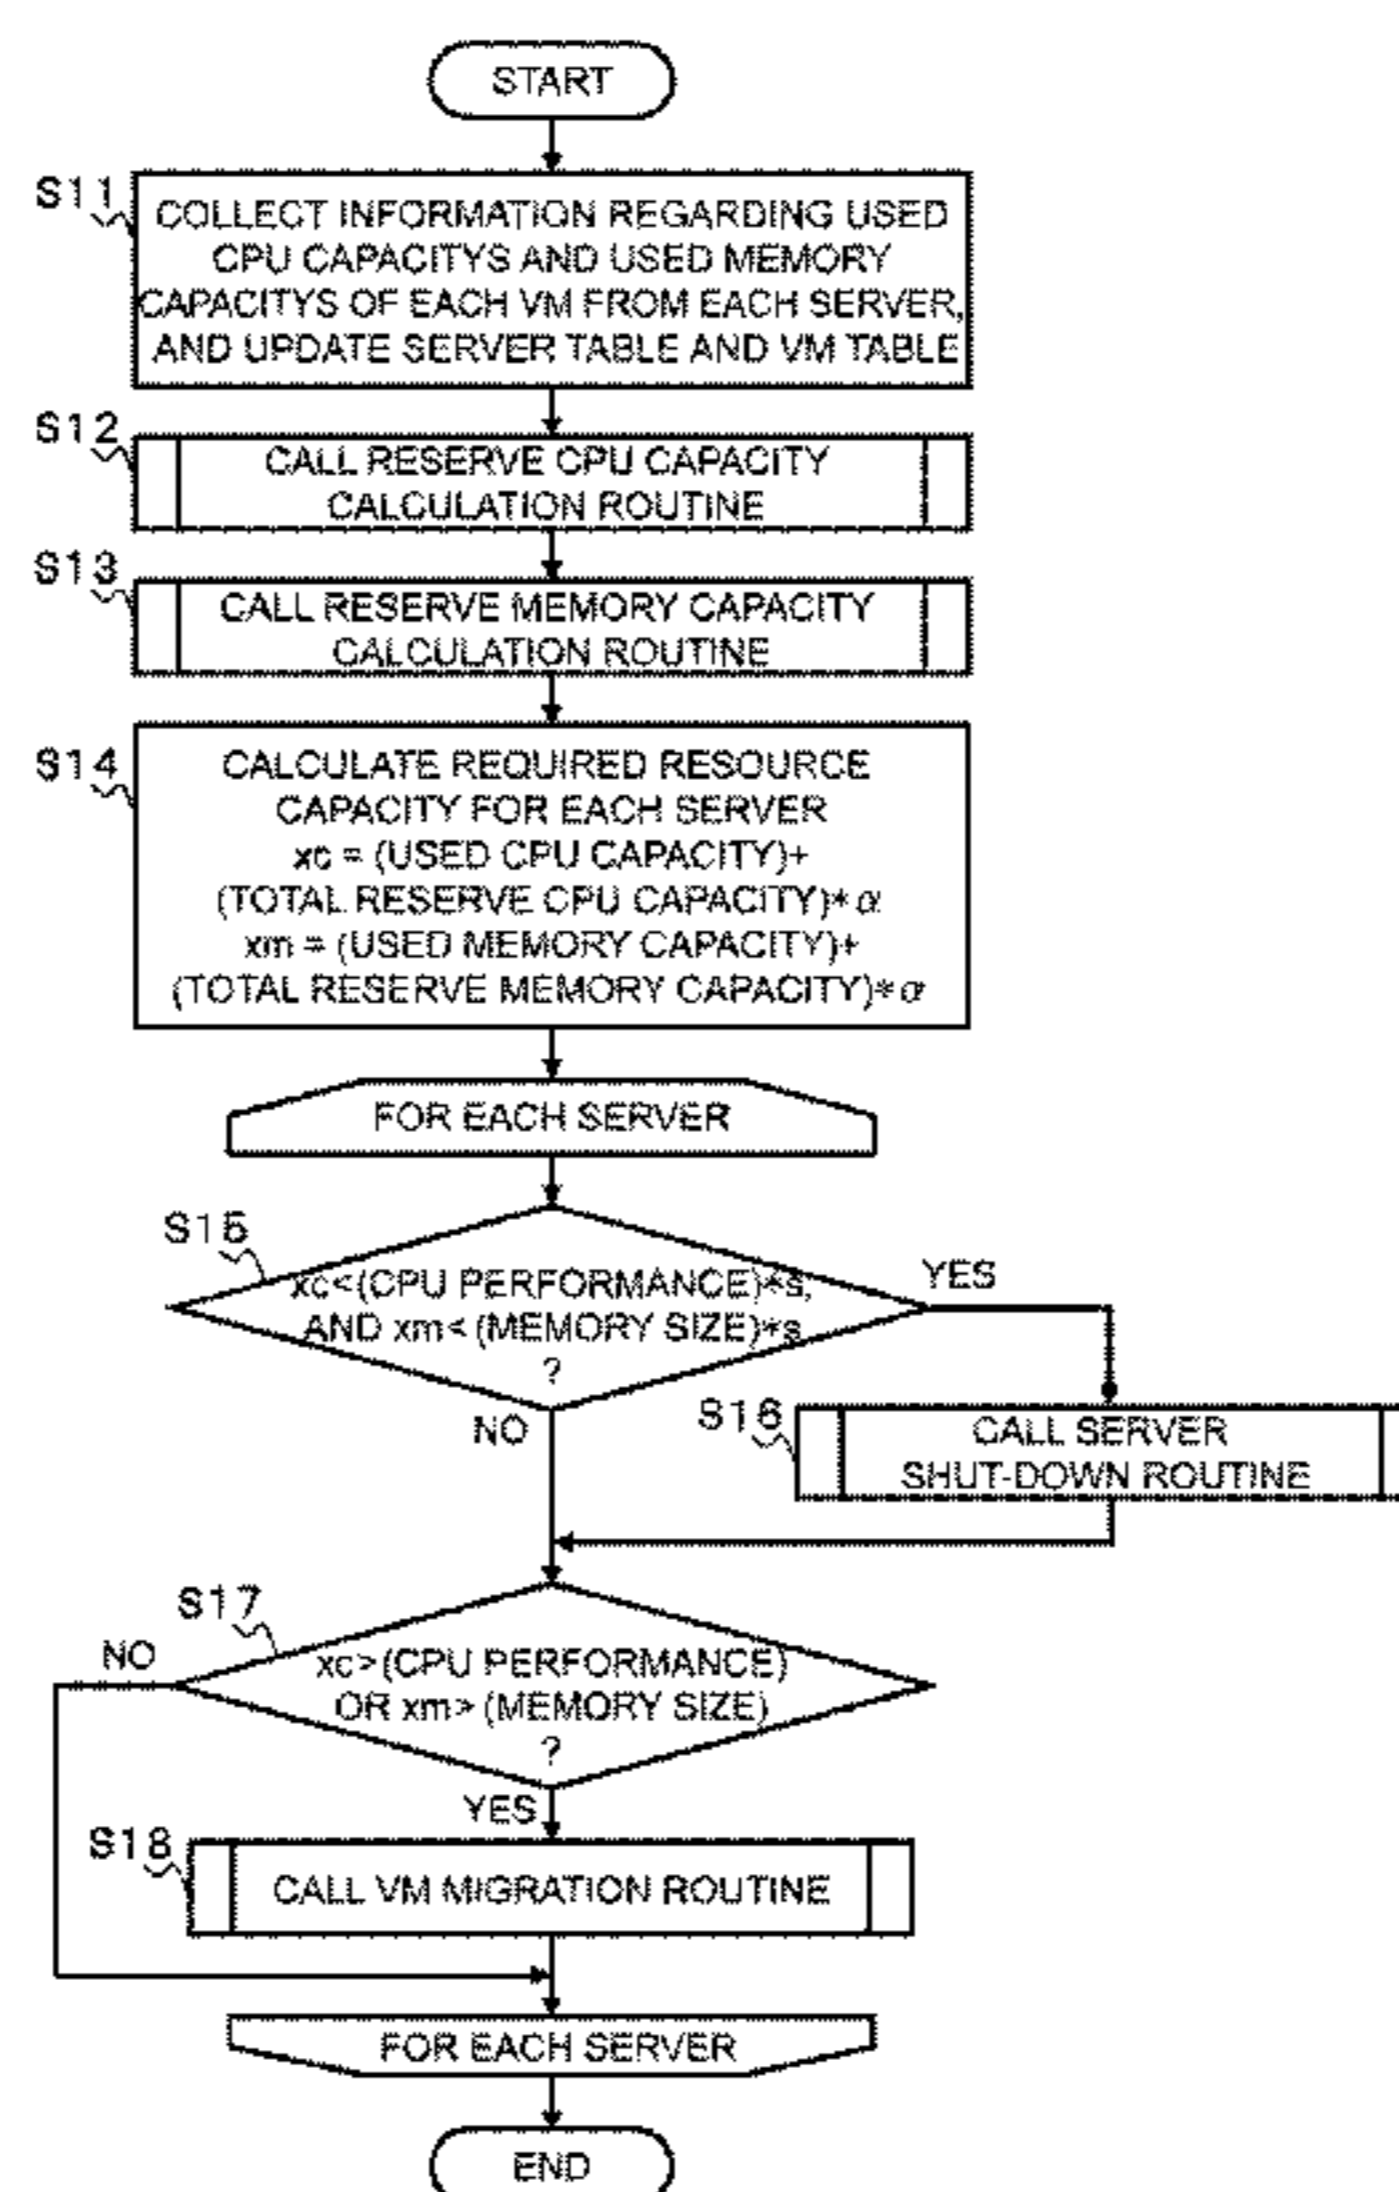 START
S11
COLLECT INFORMATION REGARDING USED
CPU CAPACITYS AND USED MEMORY
CAPACITYS OF EACH VM FROM EACH SERVER,
AND UPDATE SERVER TABLE AND VM TABLE
S12
CALL RESERVE CPU CAPACITY
CALCULATION ROUTINE
S13
CALL RESERVE MEMORY CAPACITY
CALCULATION ROUTINE
S14
CALCULATE REQUIRED RESOURCE
CAPACITY FOR EACH SERVER
xc = (USED CPU CAPACITY)+
(TOTAL RESERVE CPU CAPACITY)*α
xm = (USED MEMORY CAPACITY)+
(TOTAL RESERVE MEMORY CAPACITY)*α
FOR EACH SERVER
S15
xc<(CPU PERFORMANCE)*s,
AND xm<(MEMORY SIZE)*s
?
YES
NO
S16
CALL SERVER
SHUT-DOWN ROUTINE
S17
NO
xc>(CPU PERFORMANCE)
OR xm>(MEMORY SIZE)
?
YES
S18
CALL VM MIGRATION ROUTINE
FOR EACH SERVER
END